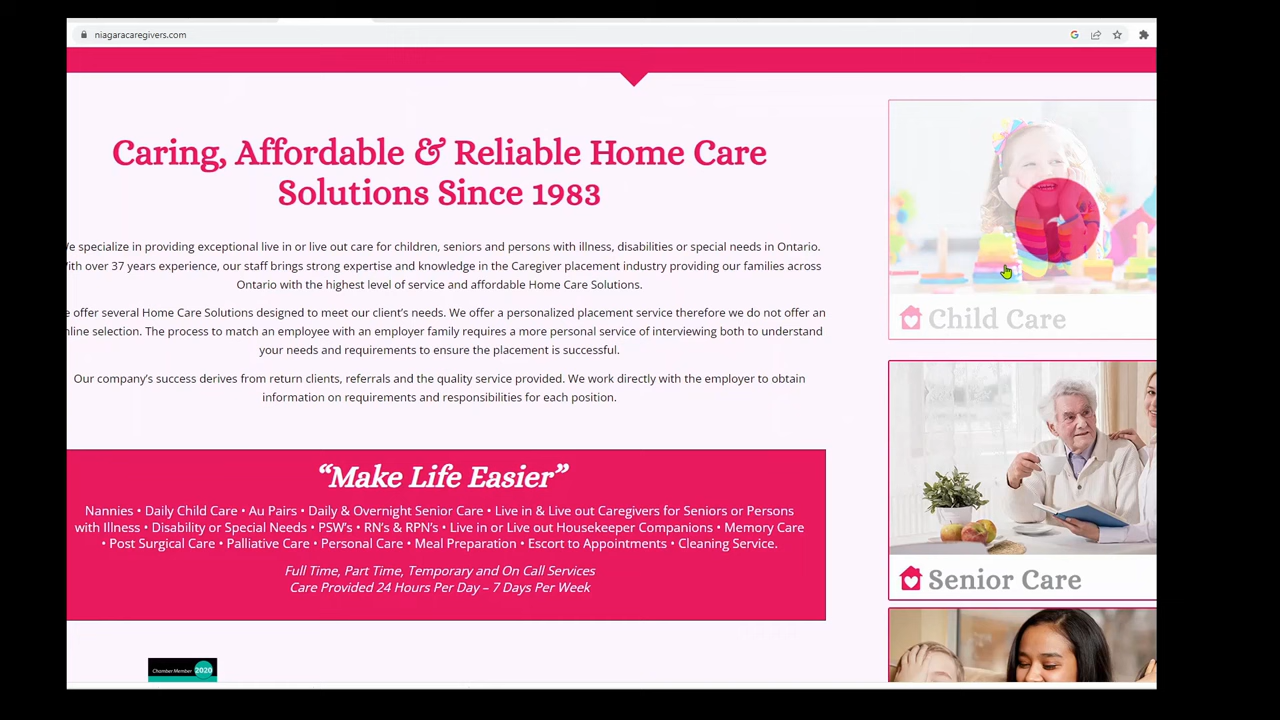 niagaracaregivers.com
Caring, Affordable & Reliable Home Care
Solutions Since 1983
specialize in providing exceptional live in or live out care for children, seniors and persons with illness, disabilities or special needs in Ontario.
over 37 years experience, our staff brings strong expertise and knowledge in the Caregiver placement industry providing our families across
Ontario with the highest level of service and affordable Home Care Solutions.
offer several Home Care Solutions designed to meet our client's needs. We offer a personalized placement service therefore we do not offer an
selection. The process to match an employee with an employer family requires a more personal service of interviewing both to understand
your needs and requirements to ensure the placement is successful.
Our company's success derives from return clients, referrals and the quality service provided. We work directly with the employer to obtain
information on requirements and responsibilities for each position.
“Make Life Easier”
Nannies • Daily Child Care • Au Pairs • Daily & Overnight Senior Care • Live in & Live out Caregivers for Seniors or Persons
with Illness • Disability or Special Needs • PSW's • RN's & RPN's • Live in or Live out Housekeeper Companions • Memory Care
• Post Surgical Care • Palliative Care • Personal Care • Meal Preparation • Escort to Appointments • Cleaning Service.
Full Time, Part Time, Temporary and On Call Services
Care Provided 24 Hours Per Day – 7 Days Per Week
Chamber Member 2020
Child Care
Senior Care